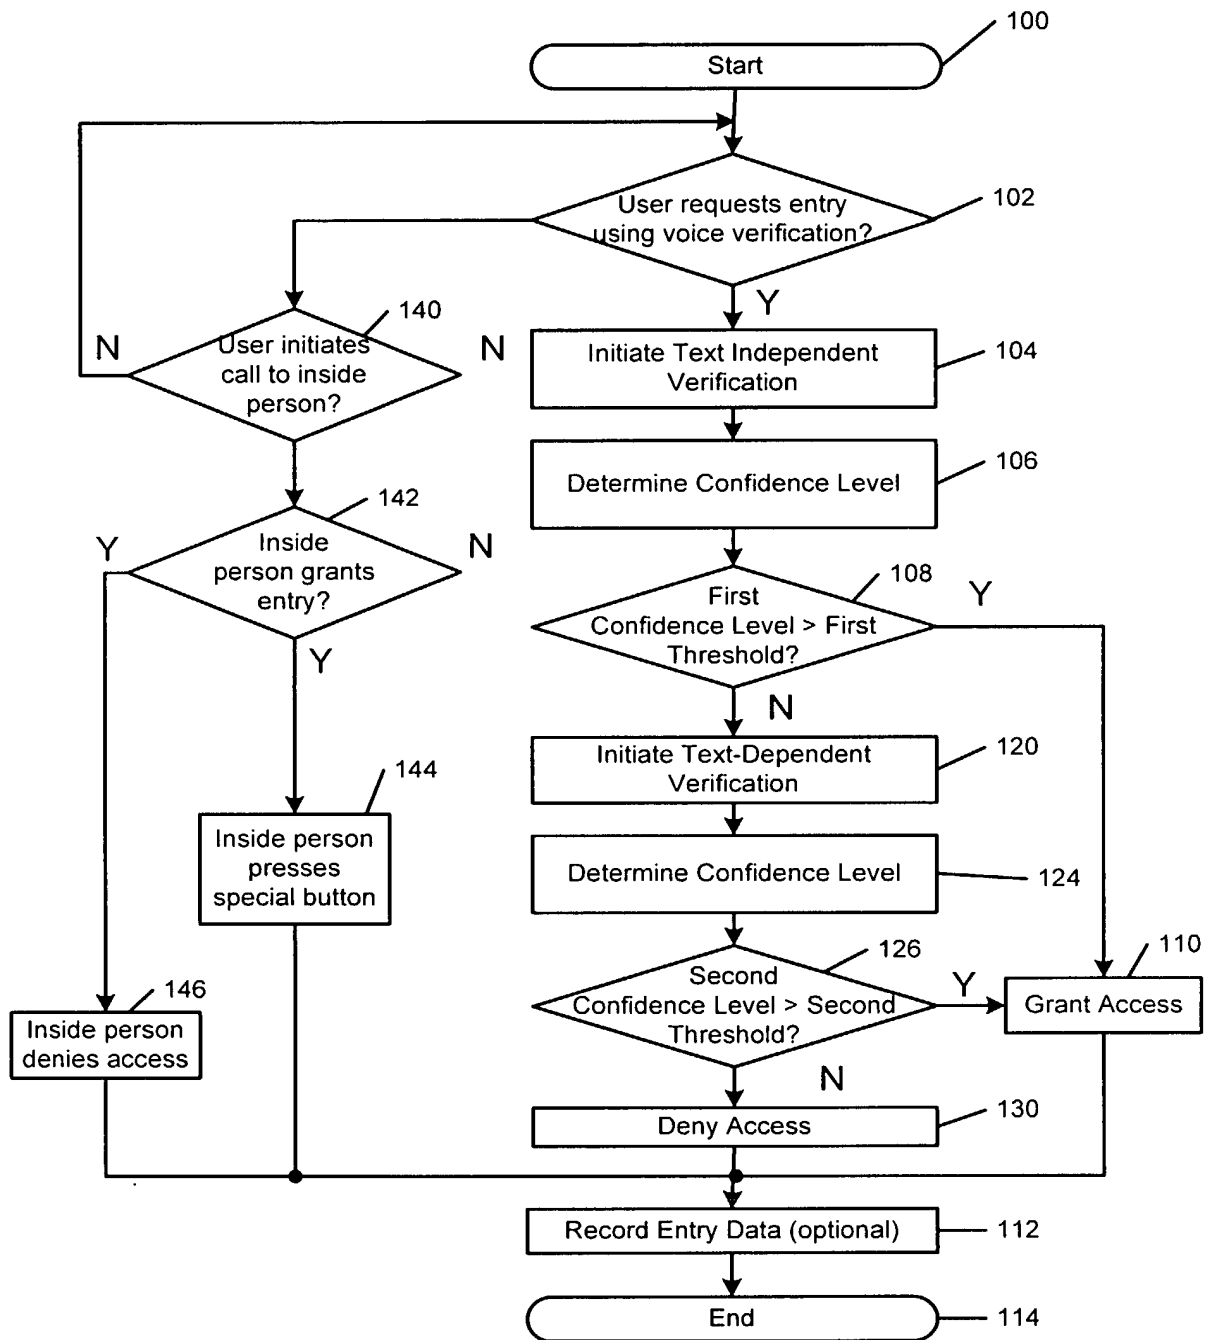 100
Start
User requests entry
using voice verification?
102
Y
140
User initiates
call to inside
person?
N
N
Initiate Text Independent
Verification
104
Determine Confidence Level
106
142
Inside
person grants
entry?
Y
N
Y
First
Confidence Level > First
Threshold?
108
Y
N
Initiate Text-Dependent
Verification
120
144
Inside person
presses
special button
Determine Confidence Level
124
Second
Confidence Level > Second
Threshold?
126
Y
110
Grant Access
146
Inside person
denies access
N
Deny Access
130
Record Entry Data (optional)
112
End
114